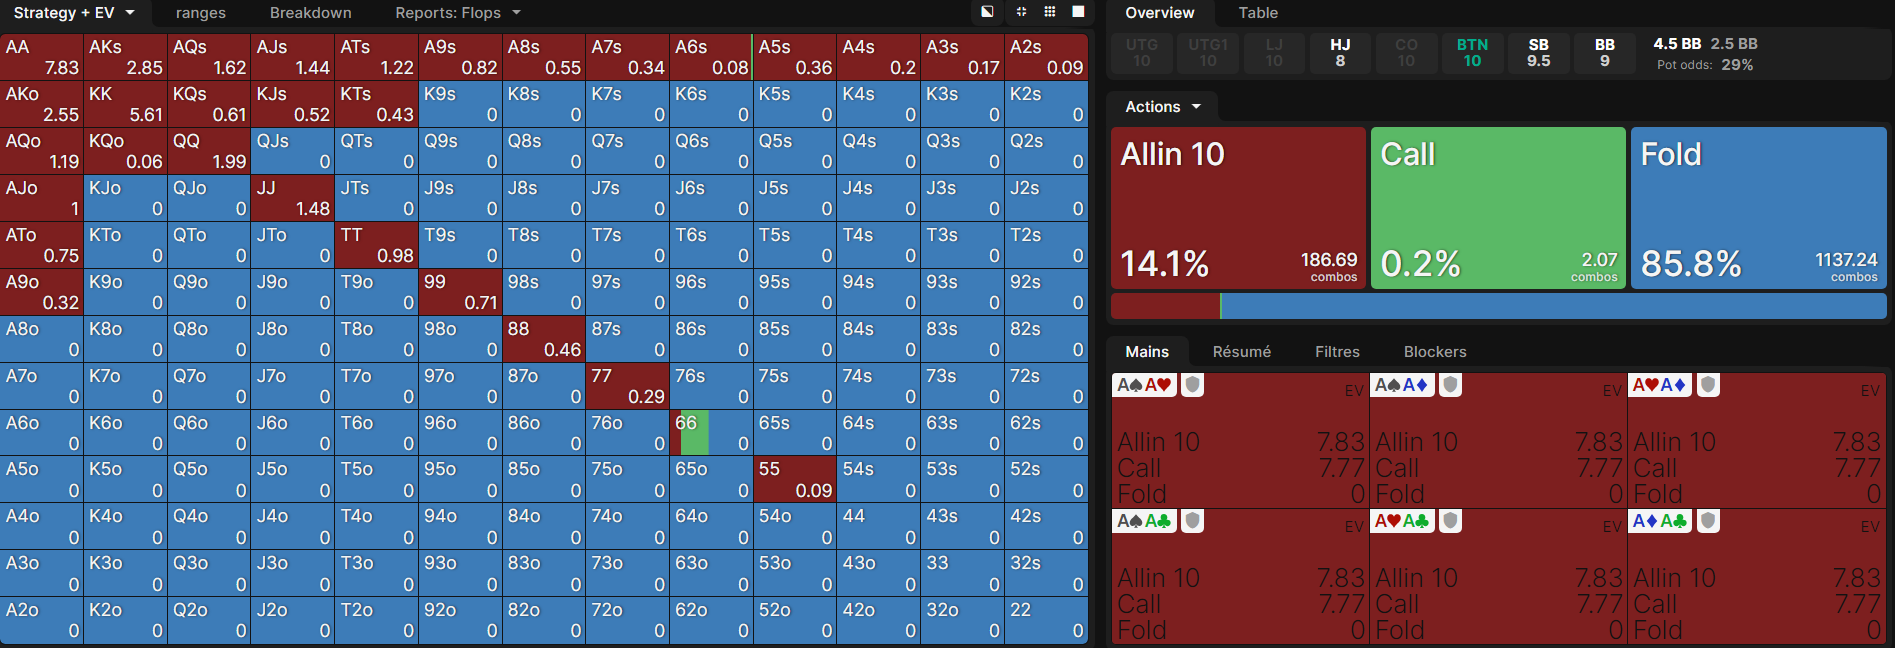 Strategy + EV ranges Breakdown Reports: Flops
AA AKs AQs AJs ATs A9s A8s A7s A6s A5s A4s A3s A2s
7.83 2.85 1.62 1.44 1.22 0.82 0.55 0.34 0.08 0.36 0.2 0.17 0.09
AKo KK KQs KJs KTs K9s K8s K7s K6s K5s K4s K3s K2s
2.55 5.61 0.61 0.52 0.43 0 0 0 0 0 0 0 0
AQo KQo QQ QJs QTs Q9s Q8s Q7s Q6s Q5s Q4s Q3s Q2s
1.19 0.06 1.99 0 0 0 0 0 0 0 0 0 0
AJo KJo QJo JJ JTs J9s J8s J7s J6s J5s J4s J3s J2s
1 0 0 1.48 0 0 0 0 0 0 0 0 0
ATo KTo QTo JTo TT T9s T8s T7s T6s T5s T4s T3s T2s
0.75 0 0 0 0.98 0 0 0 0 0 0 0 0
A9o K9o Q9o J9o T9o 99 98s 97s 96s 95s 94s 93s 92s
0.32 0 0 0 0 0.71 0 0 0 0 0 0 0
A8o K8o Q8o J8o T8o 98o 88 87s 86s 85s 84s 83s 82s
0 0 0 0 0 0 0.46 0 0 0 0 0 0
A7o K7o Q7o J7o T7o 97o 87o 77 76s 75s 74s 73s 72s
0 0 0 0 0 0 0 0.29 0 0 0 0 0
A6o K6o Q6o J6o T6o 96o 86o 76o 66 65s 64s 63s 62s
0 0 0 0 0 0 0 0 0 0 0 0 0
A5o K5o Q5o J5o T5o 95o 85o 75o 65o 55 54s 53s 52s
0 0 0 0 0 0 0 0 0 0.09 0 0 0
A4o K4o Q4o J4o T4o 94o 84o 74o 64o 54o 44 43s 42s
0 0 0 0 0 0 0 0 0 0 0 0 0
A3o K3o Q3o J3o T3o 93o 83o 73o 63o 53o 43o 33 32s
0 0 0 0 0 0 0 0 0 0 0 0 0
A2o K2o Q2o J2o T2o 92o 82o 72o 62o 52o 42o 32o 22
0 0 0 0 0 0 0 0 0 0 0 0 0
Overview Table
UTG UTG1 LJ HJ CO BTN SB BB 4.5 BB 2.5 BB
10 10 10 8 10 10 9.5 9 Pot odds: 29%
Actions
Allin 10 Call Fold
14.1% 186.69 combos 0.2% 2.07 combos 85.8% 1137.24 combos
Mains Résumé Filtres Blockers
A♠A♥ EV A♠A♦ EV A♥A♦ EV
Allin 10 7.83 Allin 10 7.83 Allin 10 7.83
Call 7.77 Call 7.77 Call 7.77
Fold 0 Fold 0 Fold 0
A♠A♣ EV A♥A♣ EV A♦A♣ EV
Allin 10 7.83 Allin 10 7.83 Allin 10 7.83
Call 7.77 Call 7.77 Call 7.77
Fold 0 Fold 0 Fold 0